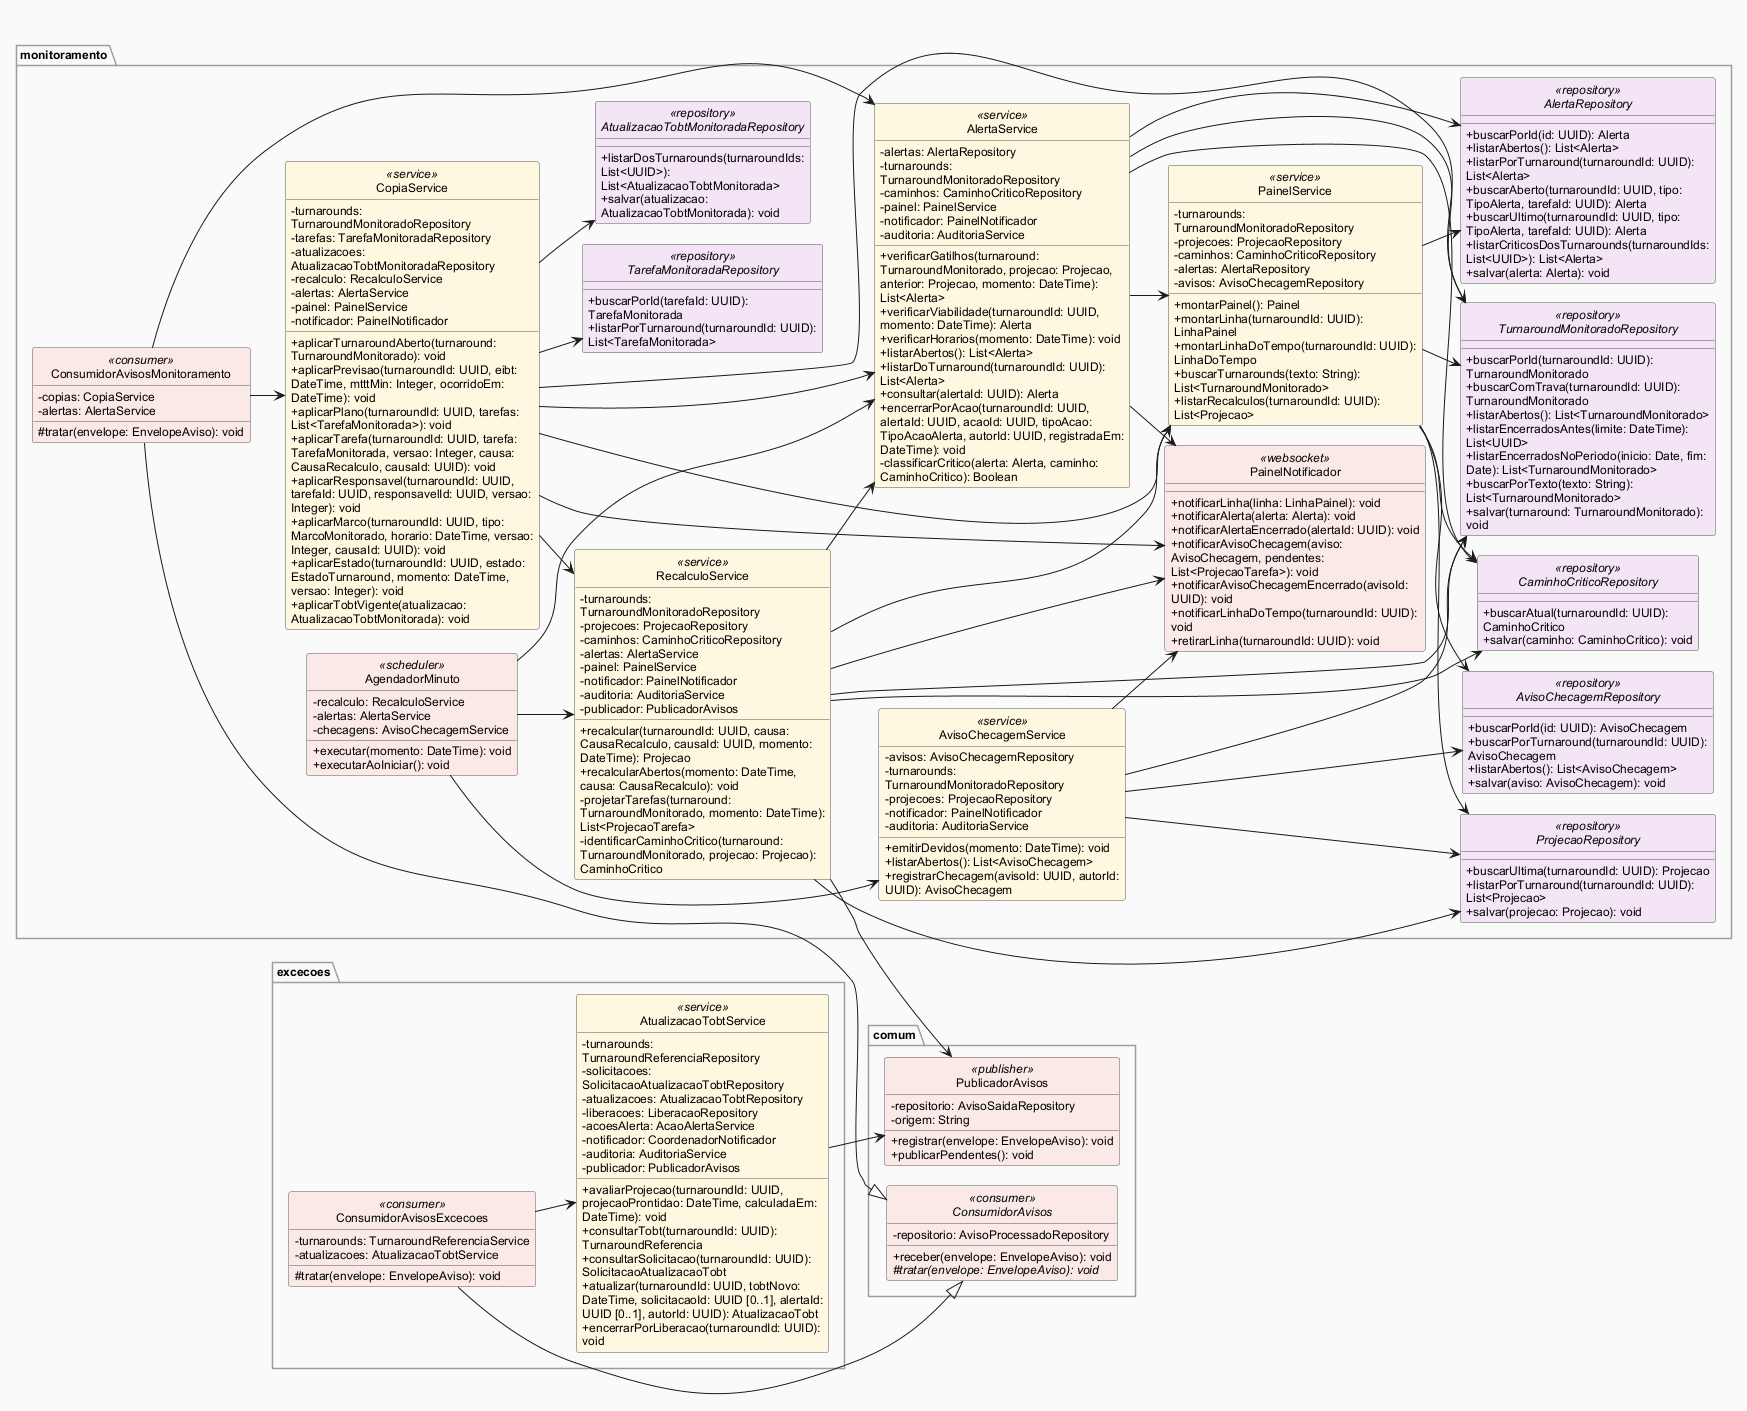 monitoramento
«consumer»
ConsumidorAvisosMonitoramento
-copias: CopiaService
-alertas: AlertaService
#tratar(envelope: EnvelopeAviso): void
«service»
CopiaService
-turnarounds:
TurnaroundMonitoradoRepository
-tarefas: TarefaMonitoradaRepository
-atualizacoes:
AtualizacaoTobtMonitoradaRepository
-recalculo: RecalculoService
-alertas: AlertaService
-painel: PainelService
-notificador: PainelNotificador
+aplicarTurnaroundAberto(turnaround:
TurnaroundMonitorado): void
+aplicarPrevisao(turnaroundId: UUID, eibt:
DateTime, mtttMin: Integer, ocorridoEm:
DateTime): void
+aplicarPlano(turnaroundId: UUID, tarefas:
List<TarefaMonitorada>): void
+aplicarTarefa(turnaroundId: UUID, tarefa:
TarefaMonitorada, versao: Integer, causa:
CausaRecalculo, causaId: UUID): void
+aplicarResponsavel(turnaroundId: UUID,
tarefaId: UUID, responsavelId: UUID, versao:
Integer): void
+aplicarMarco(turnaroundId: UUID, tipo:
MarcoMonitorado, horario: DateTime, versao:
Integer, causaId: UUID): void
+aplicarEstado(turnaroundId: UUID, estado:
EstadoTurnaround, momento: DateTime,
versao: Integer): void
+aplicarTobtVigente(atualizacao:
AtualizacaoTobtMonitorada): void
«scheduler»
AgendadorMinuto
-recalculo: RecalculoService
-alertas: AlertaService
-checagens: AvisoChecagemService
+executar(momento: DateTime): void
+executarAoIniciar(): void
«repository»
AtualizacaoTobtMonitoradaRepository
+listarDosTurnarounds(turnaroundIds:
List<UUID>):
List<AtualizacaoTobtMonitorada>
+salvar(atualizacao:
AtualizacaoTobtMonitorada): void
«repository»
TarefaMonitoradaRepository
+buscarPorId(tarefaId: UUID):
TarefaMonitorada
+listarPorTurnaround(turnaroundId: UUID):
List<TarefaMonitorada>
«service»
RecalculoService
-turnarounds:
TurnaroundMonitoradoRepository
-projecoes: ProjecaoRepository
-caminhos: CaminhoCriticoRepository
-alertas: AlertaService
-painel: PainelService
-notificador: PainelNotificador
-auditoria: AuditoriaService
-publicador: PublicadorAvisos
+recalcular(turnaroundId: UUID, causa:
CausaRecalculo, causaId: UUID, momento:
DateTime): Projecao
+recalcularAbertos(momento: DateTime,
causa: CausaRecalculo): void
-projetarTarefas(turnaround:
TurnaroundMonitorado, momento: DateTime):
List<ProjecaoTarefa>
-identificarCaminhoCritico(turnaround:
TurnaroundMonitorado, projecao: Projecao):
CaminhoCritico
«service»
AlertaService
-alertas: AlertaRepository
-turnarounds:
TurnaroundMonitoradoRepository
-caminhos: CaminhoCriticoRepository
-painel: PainelService
-notificador: PainelNotificador
-auditoria: AuditoriaService
+verificarGatilhos(turnaround:
TurnaroundMonitorado, projecao: Projecao,
anterior: Projecao, momento: DateTime):
List<Alerta>
+verificarViabilidade(turnaroundId: UUID,
momento: DateTime): Alerta
+verificarHorarios(momento: DateTime): void
+listarAbertos(): List<Alerta>
+listarDoTurnaround(turnaroundId: UUID):
List<Alerta>
+consultar(alertaId: UUID): Alerta
+encerrarPorAcao(turnaroundId: UUID,
alertaId: UUID, acaoId: UUID, tipoAcao:
TipoAcaoAlerta, autorId: UUID, registradaEm:
DateTime): void
-classificarCritico(alerta: Alerta, caminho:
CaminhoCritico): Boolean
«service»
AvisoChecagemService
-avisos: AvisoChecagemRepository
-turnarounds:
TurnaroundMonitoradoRepository
-projecoes: ProjecaoRepository
-notificador: PainelNotificador
-auditoria: AuditoriaService
+emitirDevidos(momento: DateTime): void
+listarAbertos(): List<AvisoChecagem>
+registrarChecagem(avisoId: UUID, autorId:
UUID): AvisoChecagem
«service»
PainelService
-turnarounds:
TurnaroundMonitoradoRepository
-projecoes: ProjecaoRepository
-caminhos: CaminhoCriticoRepository
-alertas: AlertaRepository
-avisos: AvisoChecagemRepository
+montarPainel(): Painel
+montarLinha(turnaroundId: UUID):
LinhaPainel
+montarLinhaDoTempo(turnaroundId: UUID):
LinhaDoTempo
+buscarTurnarounds(texto: String):
List<TurnaroundMonitorado>
+listarRecalculos(turnaroundId: UUID):
List<Projecao>
«websocket»
PainelNotificador
+notificarLinha(linha: LinhaPainel): void
+notificarAlerta(alerta: Alerta): void
+notificarAlertaEncerrado(alertaId: UUID): void
+notificarAvisoChecagem(aviso:
AvisoChecagem, pendentes:
List<ProjecaoTarefa>): void
+notificarAvisoChecagemEncerrado(avisoId:
UUID): void
+notificarLinhaDoTempo(turnaroundId: UUID):
void
+retirarLinha(turnaroundId: UUID): void
«repository»
AlertaRepository
+buscarPorId(id: UUID): Alerta
+listarAbertos(): List<Alerta>
+listarPorTurnaround(turnaroundId: UUID):
List<Alerta>
+buscarAberto(turnaroundId: UUID, tipo:
TipoAlerta, tarefaId: UUID): Alerta
+buscarUltimo(turnaroundId: UUID, tipo:
TipoAlerta, tarefaId: UUID): Alerta
+listarCriticosDosTurnarounds(turnaroundIds:
List<UUID>): List<Alerta>
+salvar(alerta: Alerta): void
«repository»
TurnaroundMonitoradoRepository
+buscarPorId(turnaroundId: UUID):
TurnaroundMonitorado
+buscarComTrava(turnaroundId: UUID):
TurnaroundMonitorado
+listarAbertos(): List<TurnaroundMonitorado>
+listarEncerradosAntes(limite: DateTime):
List<UUID>
+listarEncerradosNoPeriodo(inicio: Date, fim:
Date): List<TurnaroundMonitorado>
+buscarPorTexto(texto: String):
List<TurnaroundMonitorado>
+salvar(turnaround: TurnaroundMonitorado):
void
«repository»
CaminhoCriticoRepository
+buscarAtual(turnaroundId: UUID):
CaminhoCritico
+salvar(caminho: CaminhoCritico): void
«repository»
AvisoChecagemRepository
+buscarPorId(id: UUID): AvisoChecagem
+buscarPorTurnaround(turnaroundId: UUID):
AvisoChecagem
+listarAbertos(): List<AvisoChecagem>
+salvar(aviso: AvisoChecagem): void
«repository»
ProjecaoRepository
+buscarUltima(turnaroundId: UUID): Projecao
+listarPorTurnaround(turnaroundId: UUID):
List<Projecao>
+salvar(projecao: Projecao): void
excecoes
«consumer»
ConsumidorAvisosExcecoes
-turnarounds: TurnaroundReferenciaService
-atualizacoes: AtualizacaoTobtService
#tratar(envelope: EnvelopeAviso): void
«service»
AtualizacaoTobtService
-turnarounds:
TurnaroundReferenciaRepository
-solicitacoes:
SolicitacaoAtualizacaoTobtRepository
-atualizacoes: AtualizacaoTobtRepository
-liberacoes: LiberacaoRepository
-acoesAlerta: AcaoAlertaService
-notificador: CoordenadorNotificador
-auditoria: AuditoriaService
-publicador: PublicadorAvisos
+avaliarProjecao(turnaroundId: UUID,
projecaoProntidao: DateTime, calculadaEm:
DateTime): void
+consultarTobt(turnaroundId: UUID):
TurnaroundReferencia
+consultarSolicitacao(turnaroundId: UUID):
SolicitacaoAtualizacaoTobt
+atualizar(turnaroundId: UUID, tobtNovo:
DateTime, solicitacaoId: UUID [0..1], alertaId:
UUID [0..1], autorId: UUID): AtualizacaoTobt
+encerrarPorLiberacao(turnaroundId: UUID):
void
comum
«publisher»
PublicadorAvisos
-repositorio: AvisoSaidaRepository
-origem: String
+registrar(envelope: EnvelopeAviso): void
+publicarPendentes(): void
«consumer»
ConsumidorAvisos
-repositorio: AvisoProcessadoRepository
+receber(envelope: EnvelopeAviso): void
#tratar(envelope: EnvelopeAviso): void